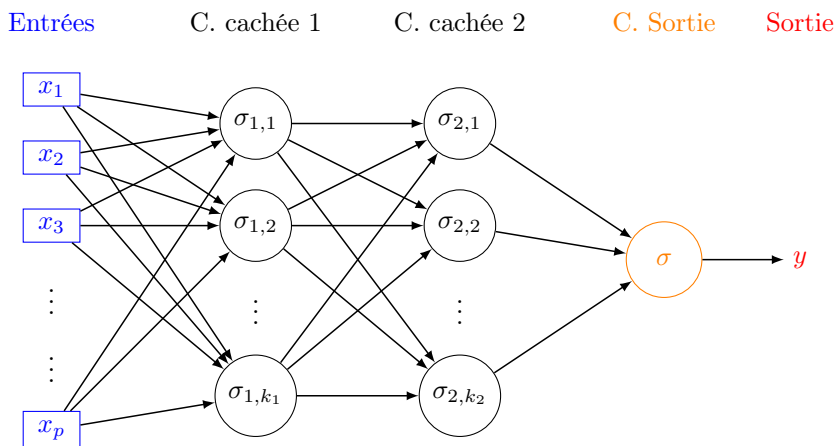 Entrées C. cachée 1 C. cachée 2 C. Sortie Sortie
x₁
x₂
x₃
⋮
⋮
xₚ
σ₁,₁
σ₁,₂
⋮
σ₁,ₖ₁
σ₂,₁
σ₂,₂
⋮
σ₂,ₖ₂
σ
y